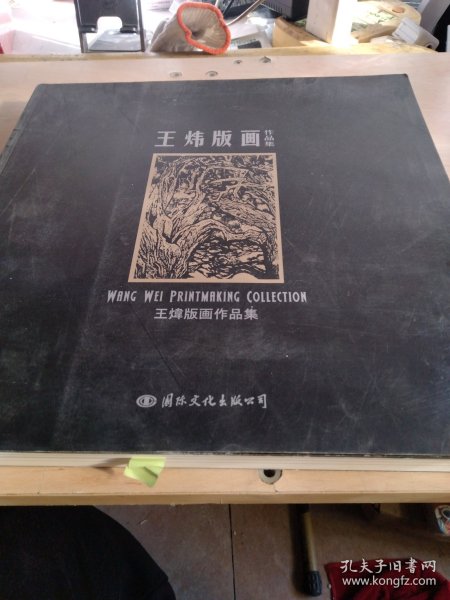 王炜版画作品集
WANG WEI PRINTMAKING COLLECTION
王煒版画作品集
国际文化出版公司
孔夫子旧书网
www.kongfz.com